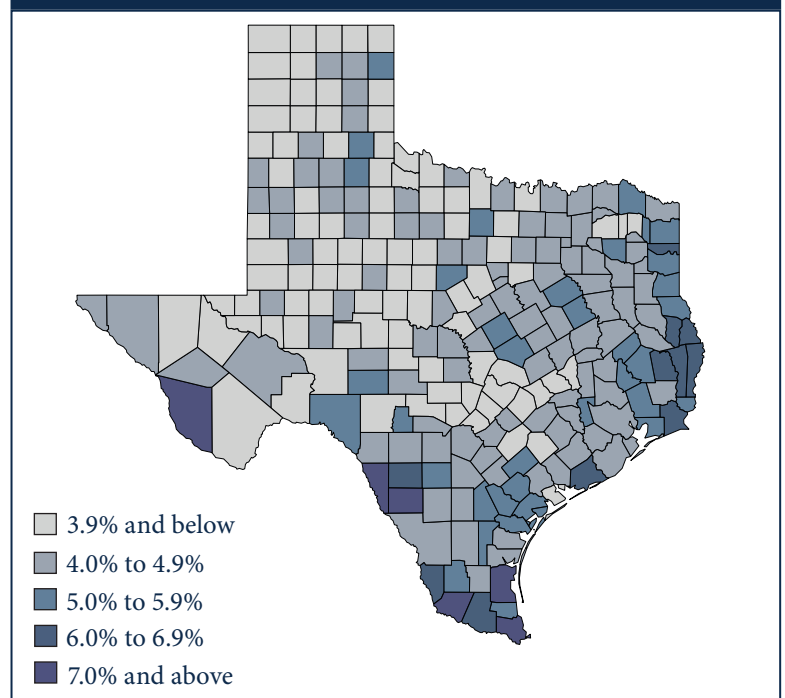 3.9% and below
4.0% to 4.9%
5.0% to 5.9%
6.0% to 6.9%
7.0% and above